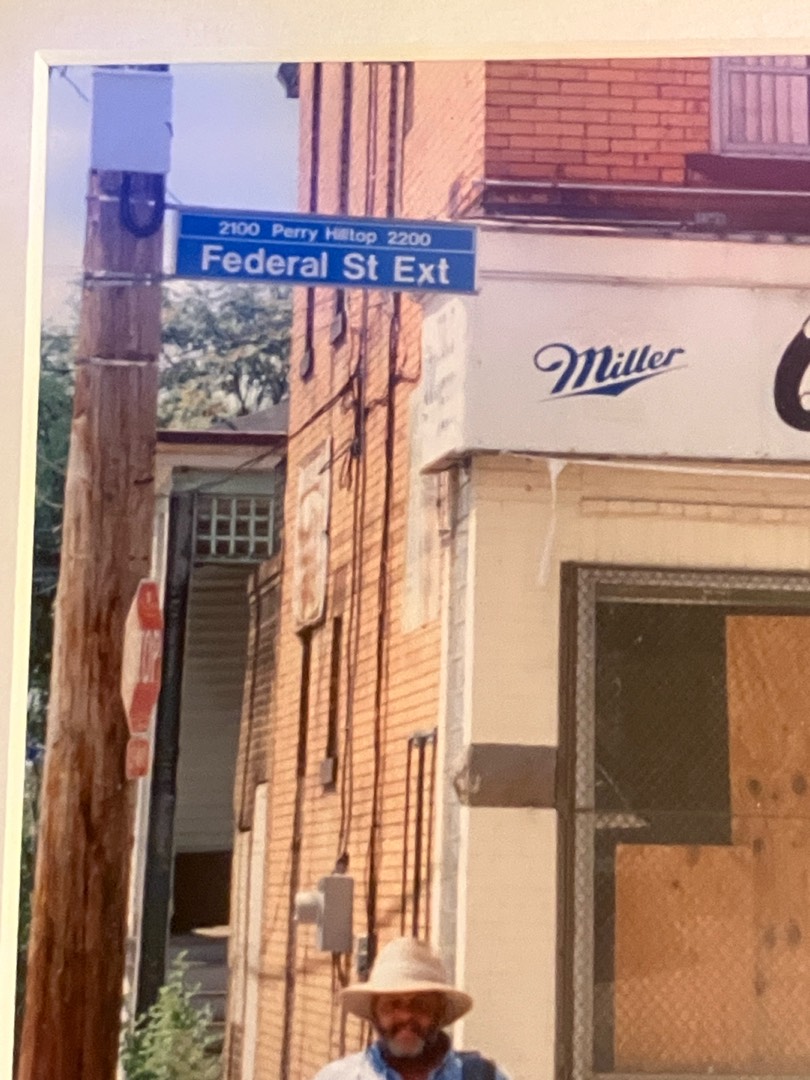 2100 Perry Hilltop 2200
Federal St Ext
Miller